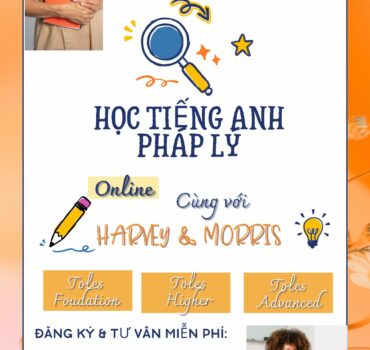 HỌC TIẾNG ANH
PHÁP LÝ
Online
Cùng với
HARVEY & MORRIS
Toles
Foudation
Toles
Higher
Toles
Advanced
ĐĂNG KÝ & TƯ VẤN MIỄN PHÍ: